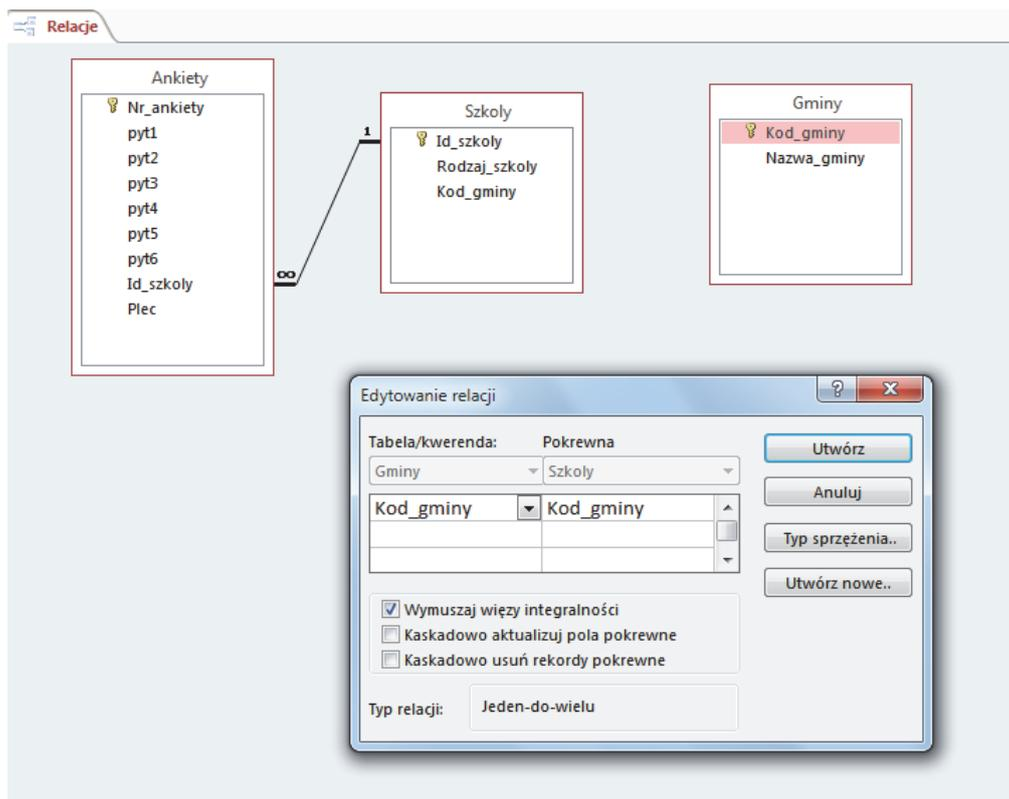 Relacje
Ankiety
Nr_ankiety
pyt1
pyt2
pyt3
pyt4
pyt5
pyt6
Id_szkoly
Plec
1
∞
Szkoly
Id_szkoly
Rodzaj_szkoly
Kod_gminy
Gminy
Kod_gminy
Nazwa_gminy
Edytowanie relacji
?
Tabela/kwerenda: Pokrewna
Gminy Szkoly
Kod_gminy Kod_gminy
Utwórz
Anuluj
Typ sprzężenia..
Utwórz nowe..
Wymuszaj więzy integralności
Kaskadowo aktualizuj pola pokrewne
Kaskadowo usuń rekordy pokrewne
Typ relacji: Jeden-do-wielu